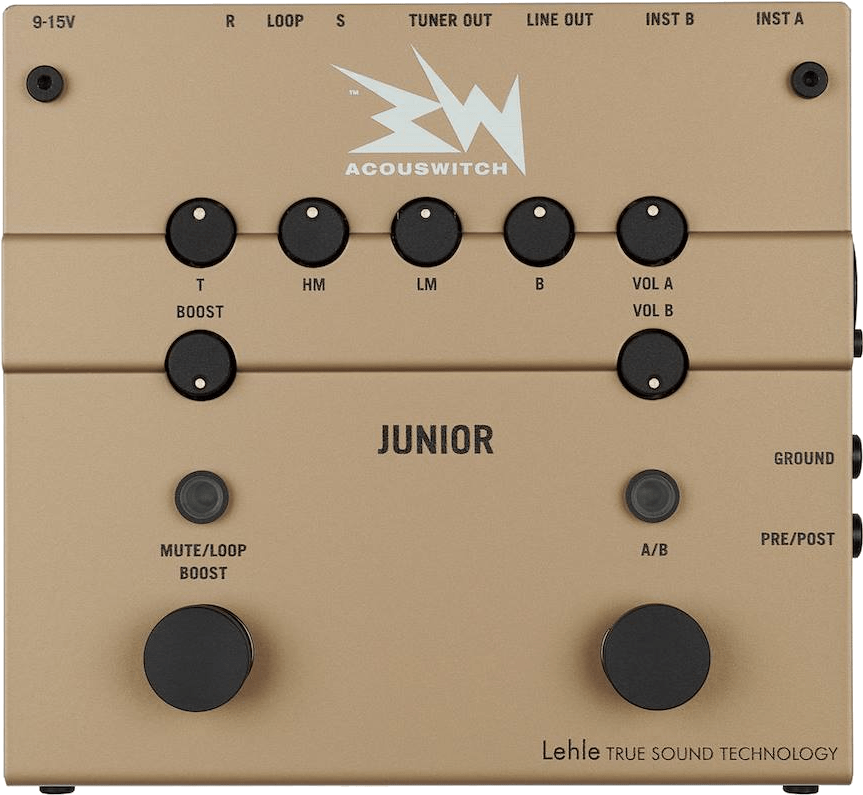 9-15V R LOOP S TUNER OUT LINE OUT INST B INST A
™
ACOUSWITCH
T HM LM B VOL A
BOOST VOL B
JUNIOR
GROUND
MUTE/LOOP A/B PRE/POST
BOOST
Lehle TRUE SOUND TECHNOLOGY